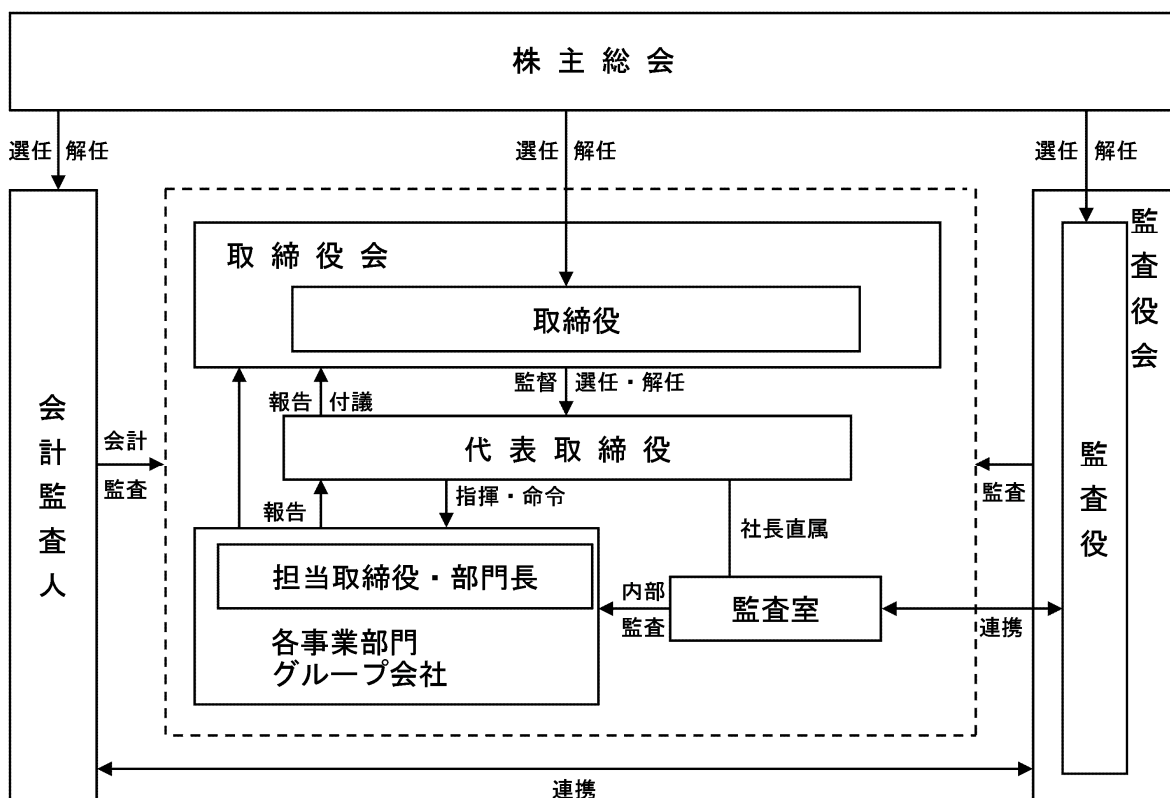 株主総会
選任 解任
選任 解任
選任 解任
取締役会
取締役
監督 選任・解任
報告 付議
代表取締役
会計
監査
会計監査人
監査
監査役会
監査役
報告
指揮・命令
社長直属
担当取締役・部門長
各事業部門
グループ会社
内部
監査
監査室
連携
連携